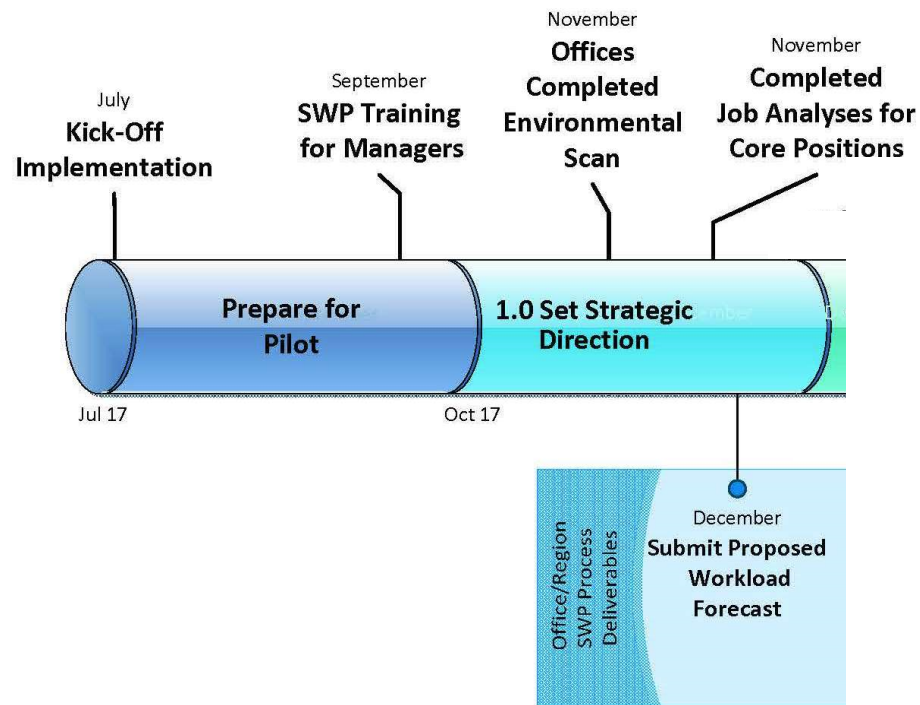 July
Kick-Off
Implementation
September
SWP Training
for Managers
November
Offices
Completed
Environmental
Scan
November
Completed
Job Analyses for
Core Positions
Prepare for
Pilot
1.0 Set Strategic
Direction
Jul 17
Oct 17
Office/Region
SWP Process
Deliverables
December
Submit Proposed
Workload
Forecast